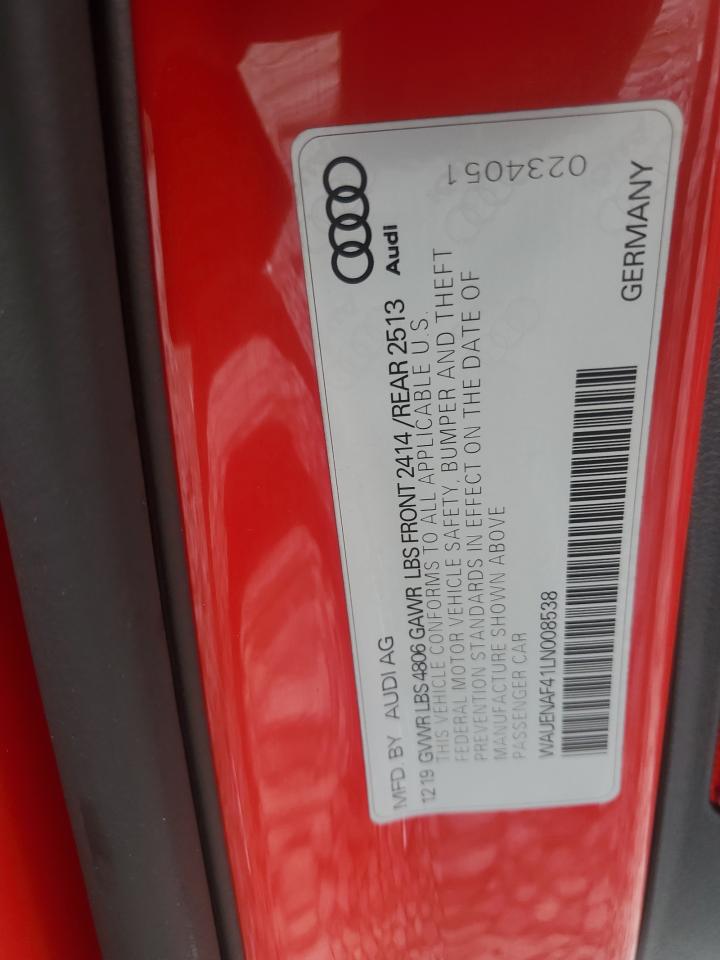 MFD. BY AUDI AG
Audi
12 19 GVWR LBS 4806 GAWR LBS FRONT 2414 / REAR 2513
THIS VEHICLE CONFORMS TO ALL APPLICABLE U.S.
FEDERAL MOTOR VEHICLE SAFETY, BUMPER AND THEFT
PREVENTION STANDARDS IN EFFECT ON THE DATE OF
MANUFACTURE SHOWN ABOVE
PASSENGER CAR
WAUENAF41LN008538
GERMANY
0234051